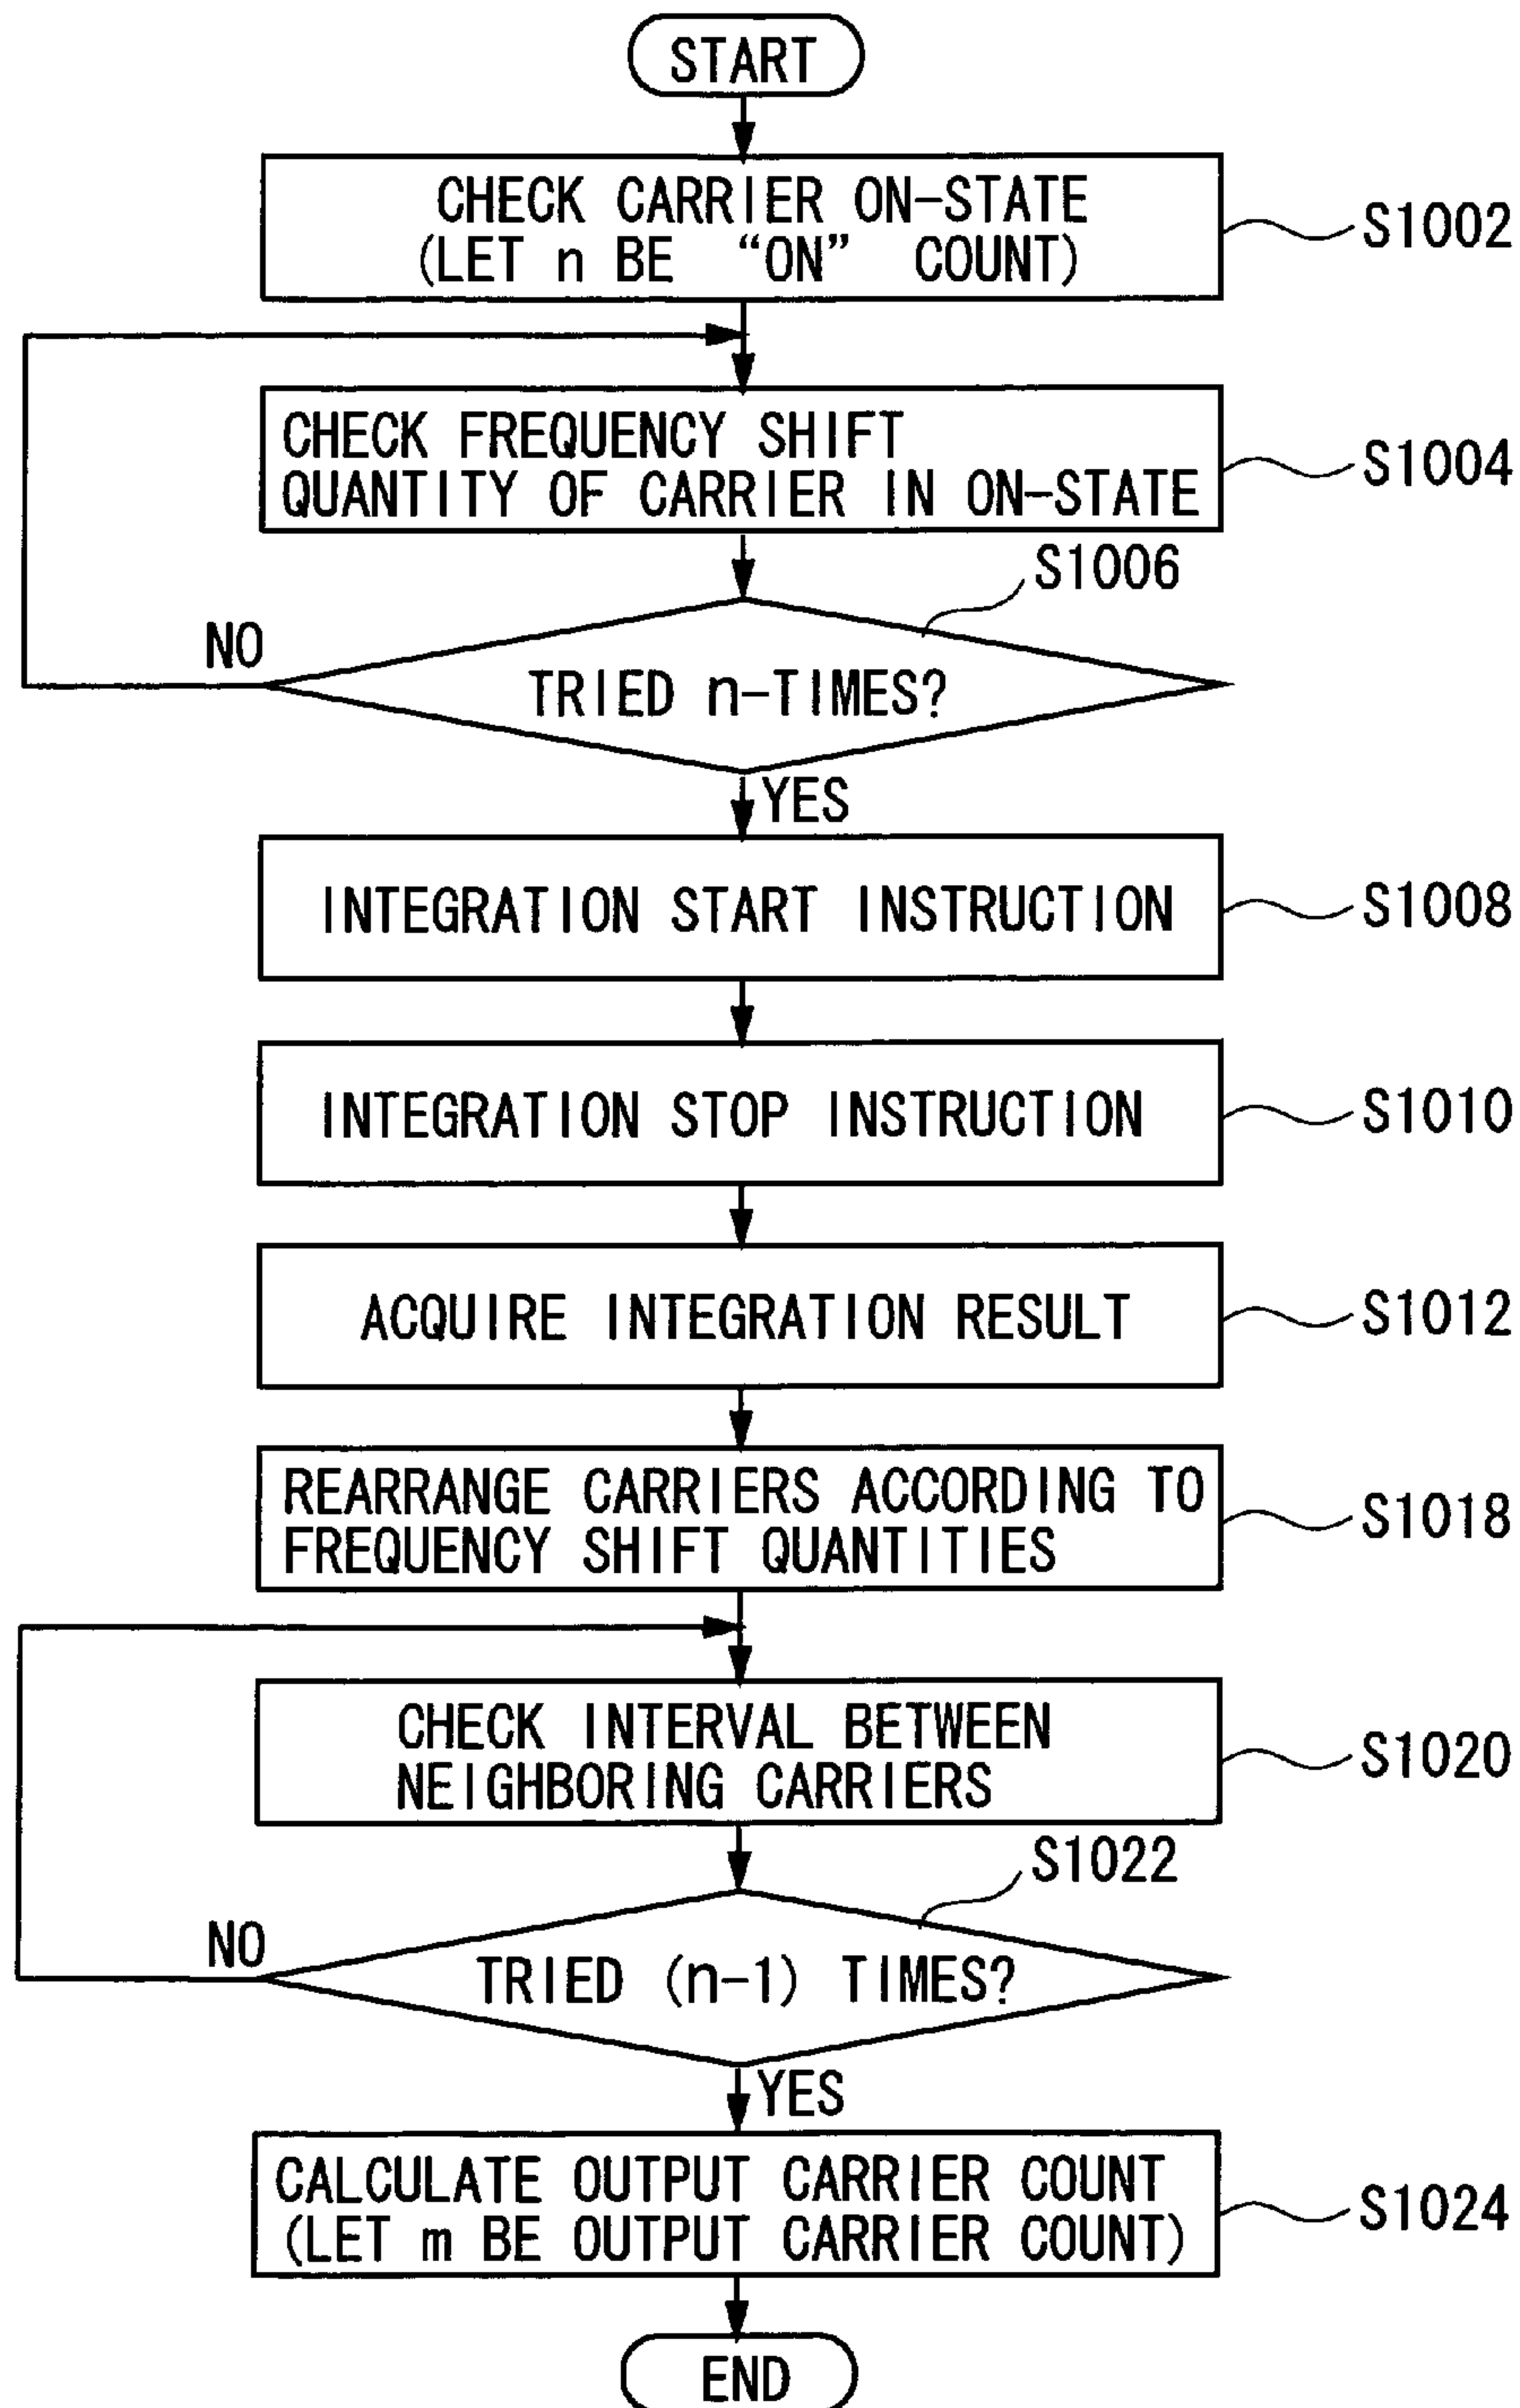 START
CHECK CARRIER ON-STATE
(LET n BE “ON” COUNT)
S1002
CHECK FREQUENCY SHIFT
QUANTITY OF CARRIER IN ON-STATE
S1004
S1006
NO
TRIED n-TIMES?
YES
INTEGRATION START INSTRUCTION
S1008
INTEGRATION STOP INSTRUCTION
S1010
ACQUIRE INTEGRATION RESULT
S1012
REARRANGE CARRIERS ACCORDING TO
FREQUENCY SHIFT QUANTITIES
S1018
CHECK INTERVAL BETWEEN
NEIGHBORING CARRIERS
S1020
S1022
NO
TRIED (n-1) TIMES?
YES
CALCULATE OUTPUT CARRIER COUNT
(LET m BE OUTPUT CARRIER COUNT)
S1024
END